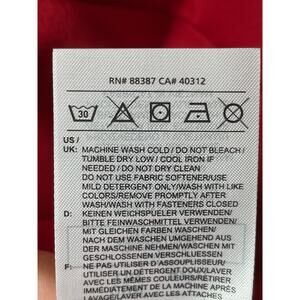 RN# 88387 CA# 40312
30
US /
UK: MACHINE WASH COLD / DO NOT BLEACH /
TUMBLE DRY LOW / COOL IRON IF
NEEDED / DO NOT DRY CLEAN
DO NOT USE FABRIC SOFTENER/USE
MILD DETERGENT ONLY/WASH WITH LIKE
COLORS/REMOVE PROMPTLY AFTER
WASH/WASH WITH FASTENERS CLOSED
D: KEINEN WEICHSPUELER VERWENDEN/
BITTE FEINWASCHMITTEL VERWENDEN/
MIT GLEICHEN FARBEN WASCHEN/
NACH DEM WASCHEN UMGEHEND AUS
DER MASCHINE NEHMEN/WASCHEN MIT
GESCHLOSSENEN VERSCHLUESSEN
F: NE PAS UTILISER D ASSOUPLISSEUR/
UTILISER UN DETERGENT DOUX/LAVER
AVEC LES MÊMES COULEURS/RETIRER
IMMÉDIATEMENT DE LA MACHINE APRÈS
LAVAGE/LAVER AVEC LES ATTACHES